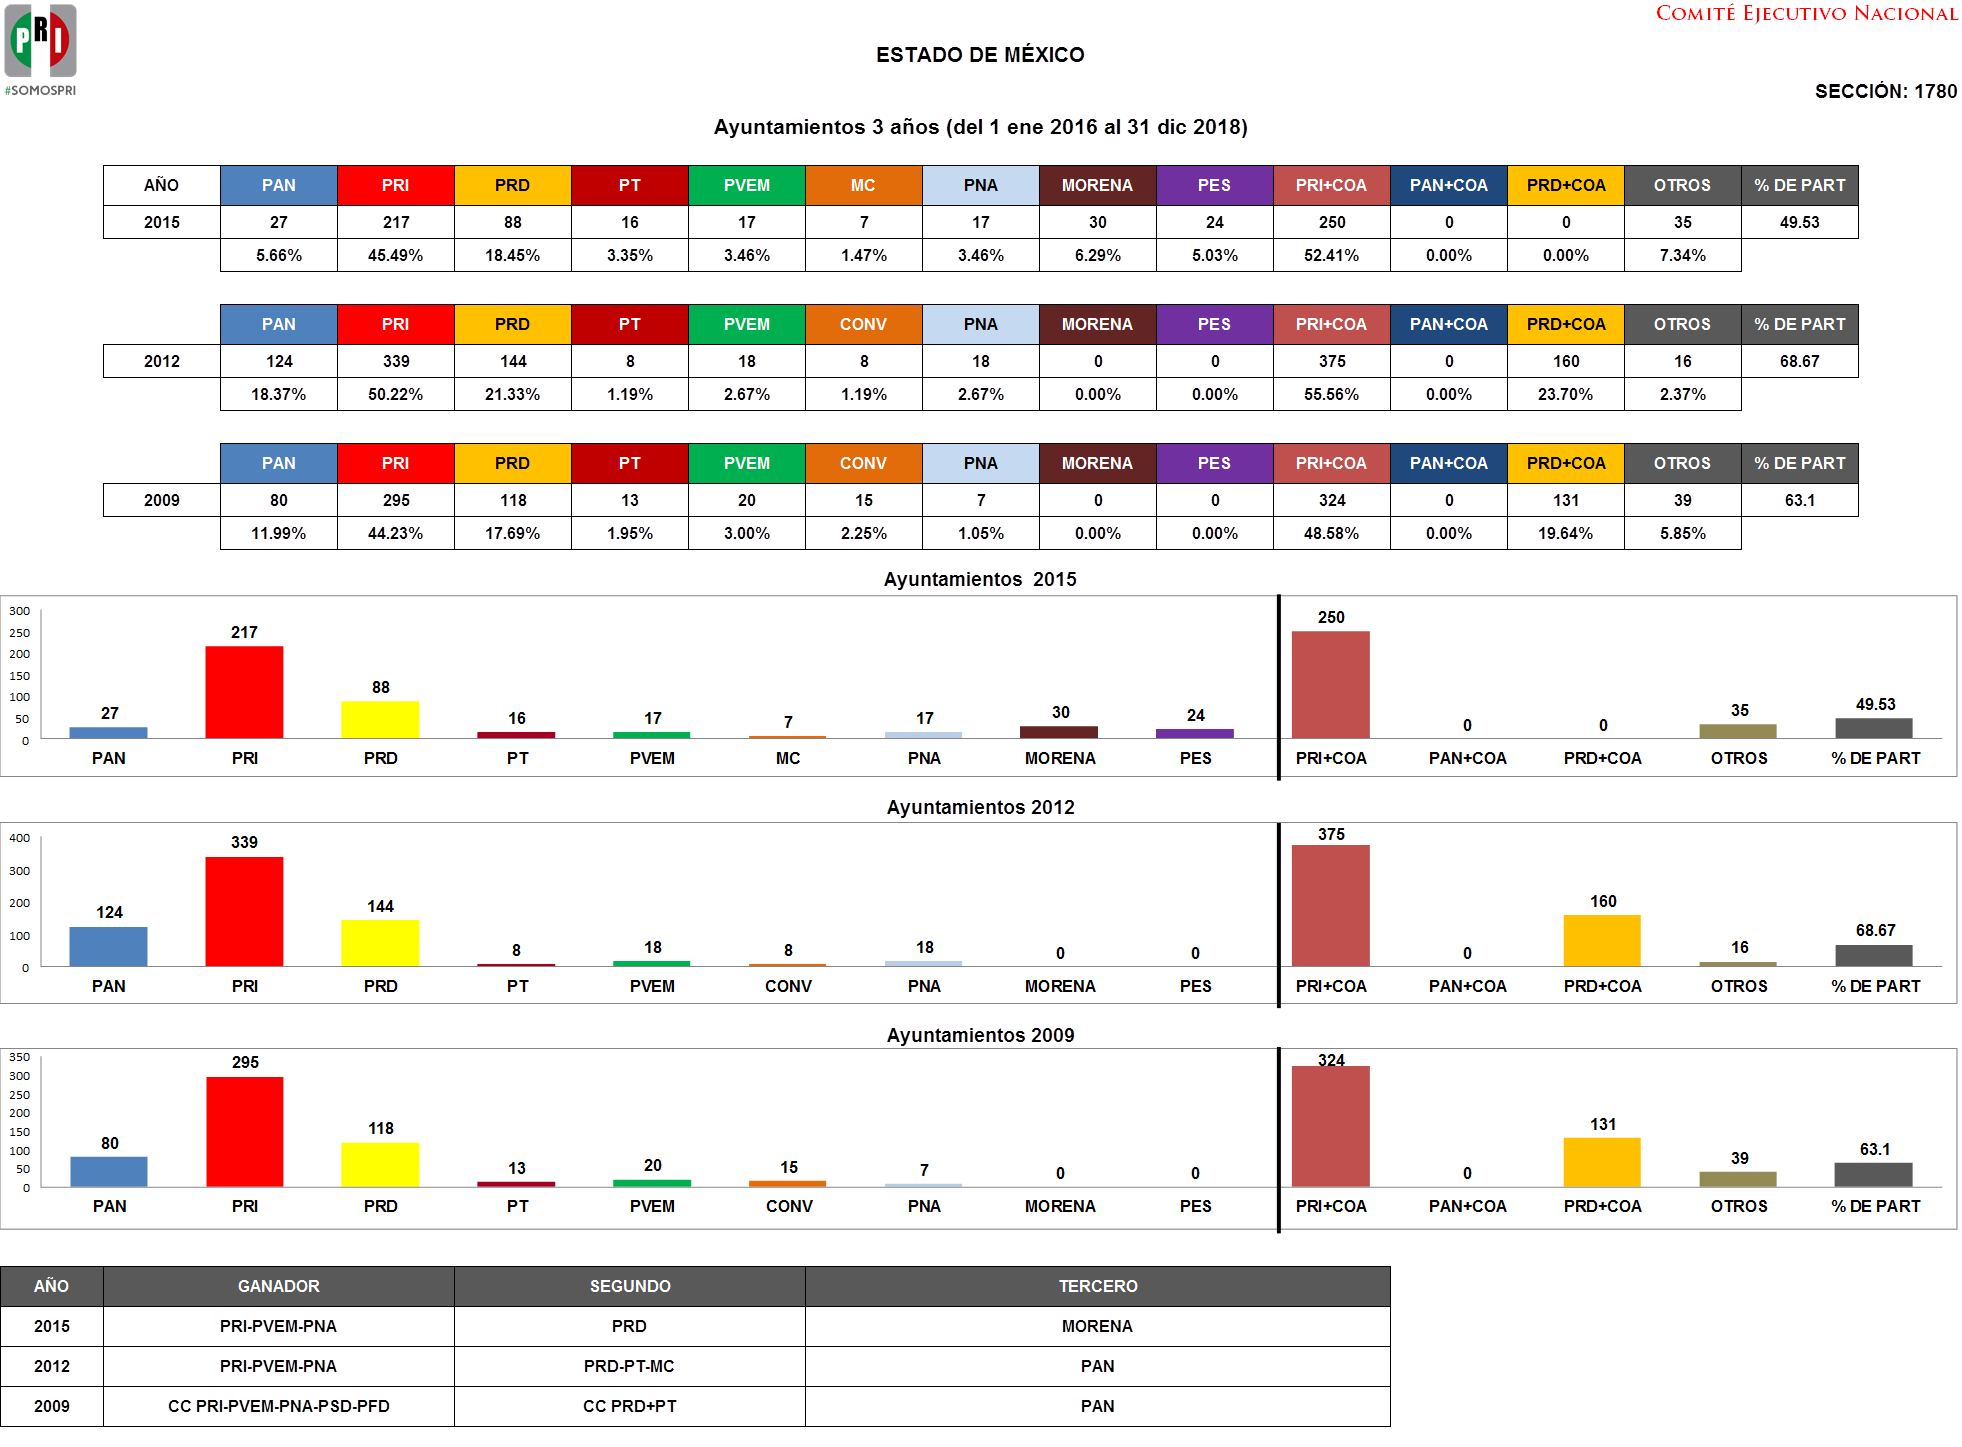 PRI
#SOMOSPRI
COMITÉ EJECUTIVO NACIONAL
ESTADO DE MÉXICO
SECCIÓN: 1780
Ayuntamientos 3 años (del 1 ene 2016 al 31 dic 2018)
AÑO PAN PRI PRD PT PVEM MC PNA MORENA PES PRI+COA PAN+COA PRD+COA OTROS % DE PART
2015 27 217 88 16 17 7 17 30 24 250 0 0 35 49.53
5.66% 45.49% 18.45% 3.35% 3.46% 1.47% 3.46% 6.29% 5.03% 52.41% 0.00% 0.00% 7.34%
PAN PRI PRD PT PVEM CONV PNA MORENA PES PRI+COA PAN+COA PRD+COA OTROS % DE PART
2012 124 339 144 8 18 8 18 0 0 375 0 160 16 68.67
18.37% 50.22% 21.33% 1.19% 2.67% 1.19% 2.67% 0.00% 0.00% 55.56% 0.00% 23.70% 2.37%
PAN PRI PRD PT PVEM CONV PNA MORENA PES PRI+COA PAN+COA PRD+COA OTROS % DE PART
2009 80 295 118 13 20 15 7 0 0 324 0 131 39 63.1
11.99% 44.23% 17.69% 1.95% 3.00% 2.25% 1.05% 0.00% 0.00% 48.58% 0.00% 19.64% 5.85%
Ayuntamientos 2015
300
250
200
150
100
50
0
27 217 88 16 17 7 17 30 24 250 0 0 35 49.53
PAN PRI PRD PT PVEM MC PNA MORENA PES PRI+COA PAN+COA PRD+COA OTROS % DE PART
Ayuntamientos 2012
400
300
200
100
0
124 339 144 8 18 8 18 0 0 375 0 160 16 68.67
PAN PRI PRD PT PVEM CONV PNA MORENA PES PRI+COA PAN+COA PRD+COA OTROS % DE PART
Ayuntamientos 2009
350
300
250
200
150
100
50
0
80 295 118 13 20 15 7 0 0 324 0 131 39 63.1
PAN PRI PRD PT PVEM CONV PNA MORENA PES PRI+COA PAN+COA PRD+COA OTROS % DE PART
AÑO GANADOR SEGUNDO TERCERO
2015 PRI-PVEM-PNA PRD MORENA
2012 PRI-PVEM-PNA PRD-PT-MC PAN
2009 CC PRI-PVEM-PNA-PSD-PFD CC PRD+PT PAN